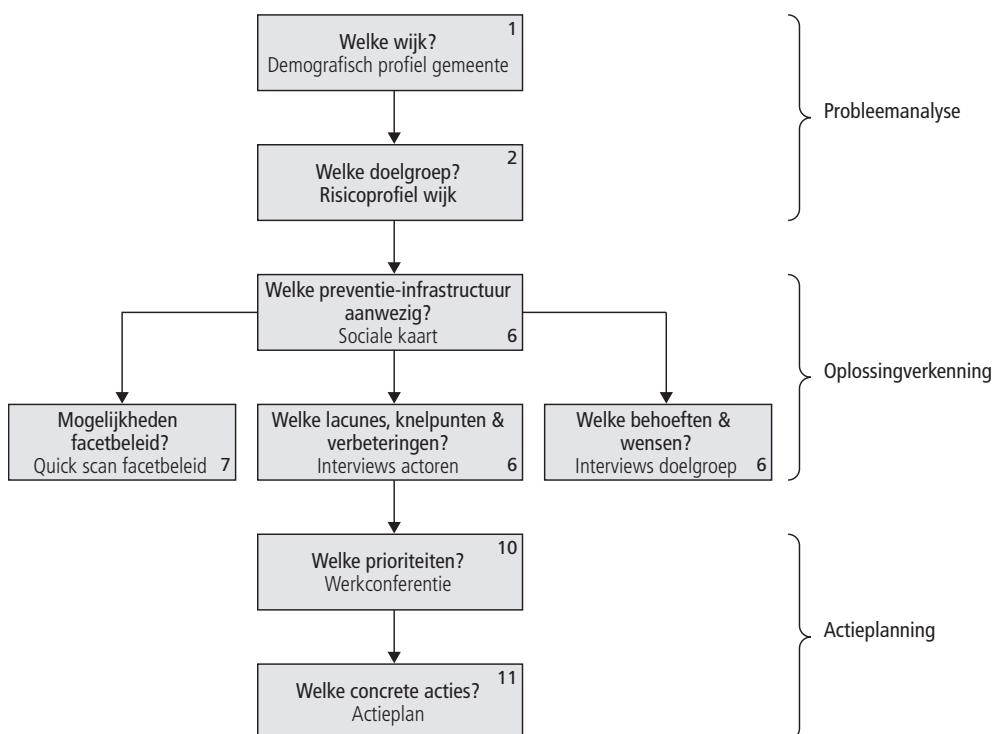 1
Welke wijk?
Demografisch profiel gemeente
Probleemanalyse
2
Welke doelgroep?
Risicoprofiel wijk
Welke preventie-infrastructuur
aanwezig?
Sociale kaart 6
Oplossingverkenning
Mogelijkheden
facetbeleid?
Quick scan facetbeleid 7
Welke lacunes, knelpunten &
verbeteringen?
Interviews actoren 6
Welke behoeften &
wensen?
Interviews doelgroep 6
10
Welke prioriteiten?
Werkconferentie
Actieplanning
11
Welke concrete acties?
Actieplan